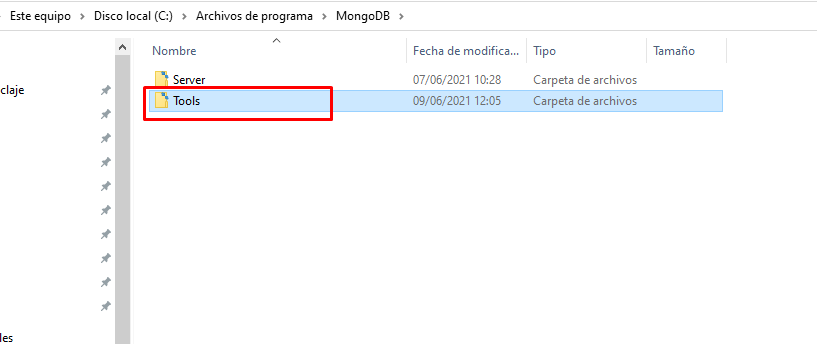 Este equipo > Disco local (C:) > Archivos de programa > MongoDB >
Nombre Fecha de modifica... Tipo Tamaño
Server 07/06/2021 10:28 Carpeta de archivos
claje
Tools 09/06/2021 12:05 Carpeta de archivos
les